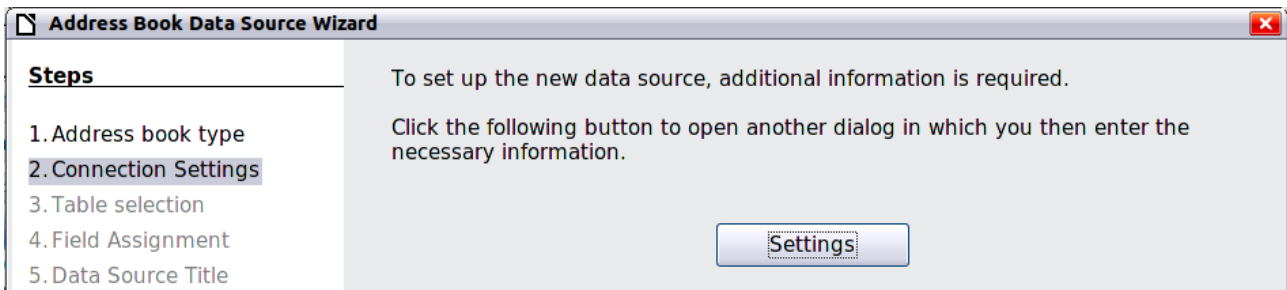 Address Book Data Source Wizard
Steps
1. Address book type
2. Connection Settings
3. Table selection
4. Field Assignment
5. Data Source Title
To set up the new data source, additional information is required.
Click the following button to open another dialog in which you then enter the
necessary information.
Settings